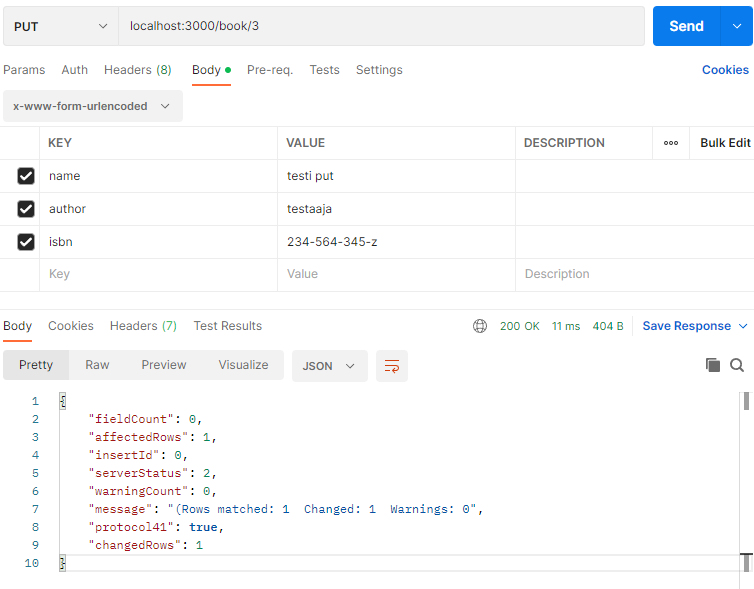 PUT localhost:3000/book/3 Send
Params Auth Headers (8) Body Pre-req. Tests Settings Cookies
x-www-form-urlencoded
KEY VALUE DESCRIPTION ooo Bulk Edit
name testi put
author testaaja
isbn 234-564-345-z
Key Value Description
Body Cookies Headers (7) Test Results 200 OK 11 ms 404 B Save Response
Pretty Raw Preview Visualize JSON
1 {
2 "fieldCount": 0,
3 "affectedRows": 1,
4 "insertId": 0,
5 "serverStatus": 2,
6 "warningCount": 0,
7 "message": "(Rows matched: 1  Changed: 1  Warnings: 0",
8 "protocol41": true,
9 "changedRows": 1
10 }